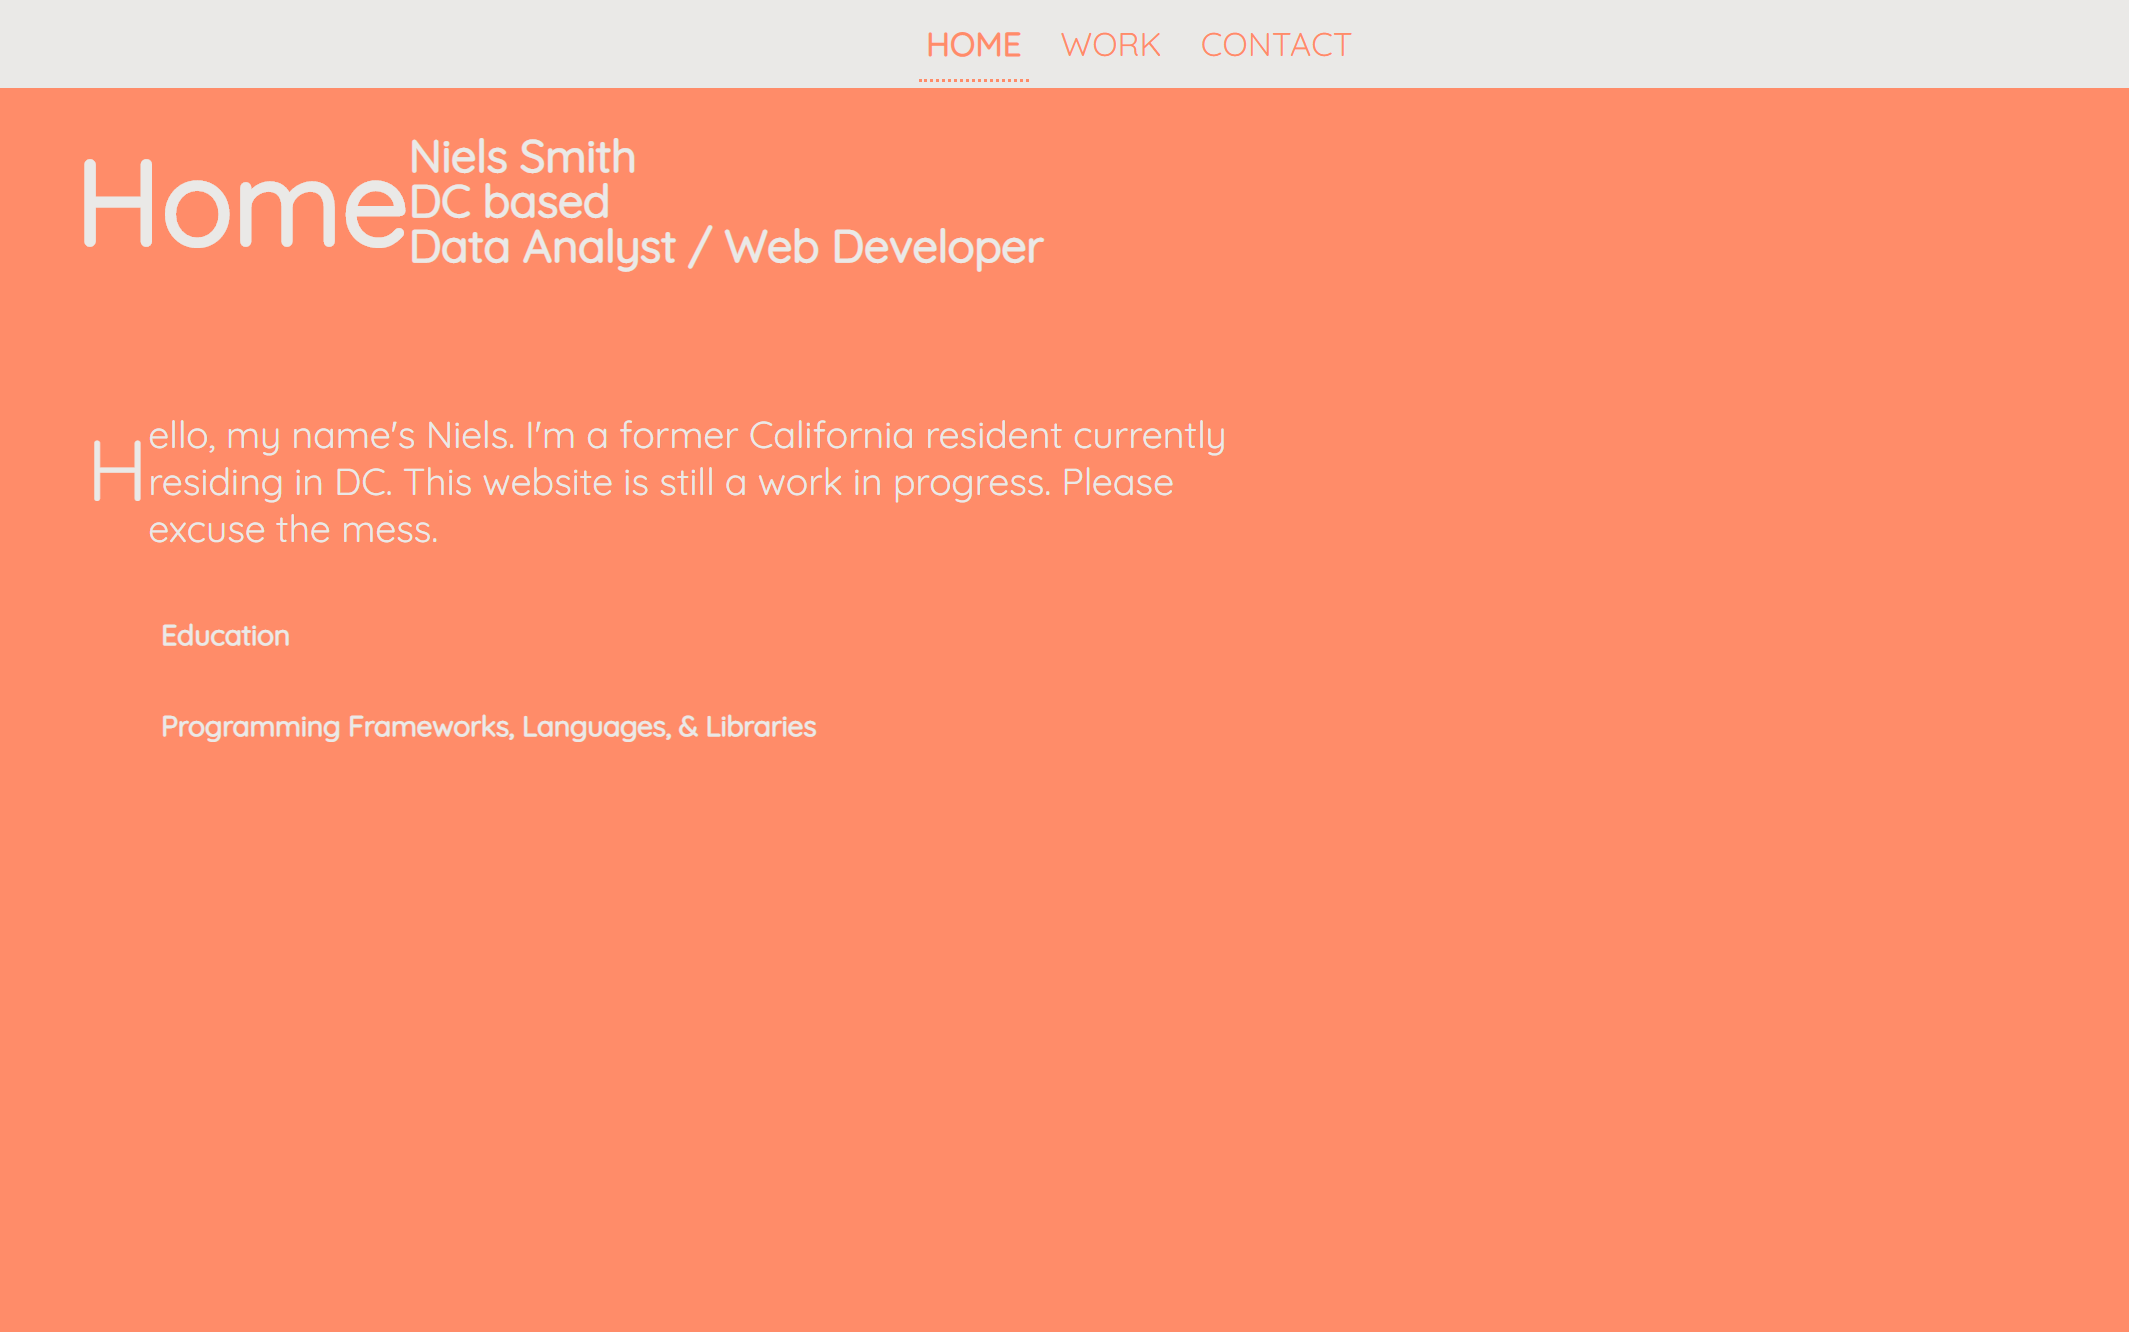 HOME WORK CONTACT
Home
Niels Smith
DC based
Data Analyst / Web Developer
Hello, my name's Niels. I'm a former California resident currently
residing in DC. This website is still a work in progress. Please
excuse the mess.
Education
Programming Frameworks, Languages, & Libraries